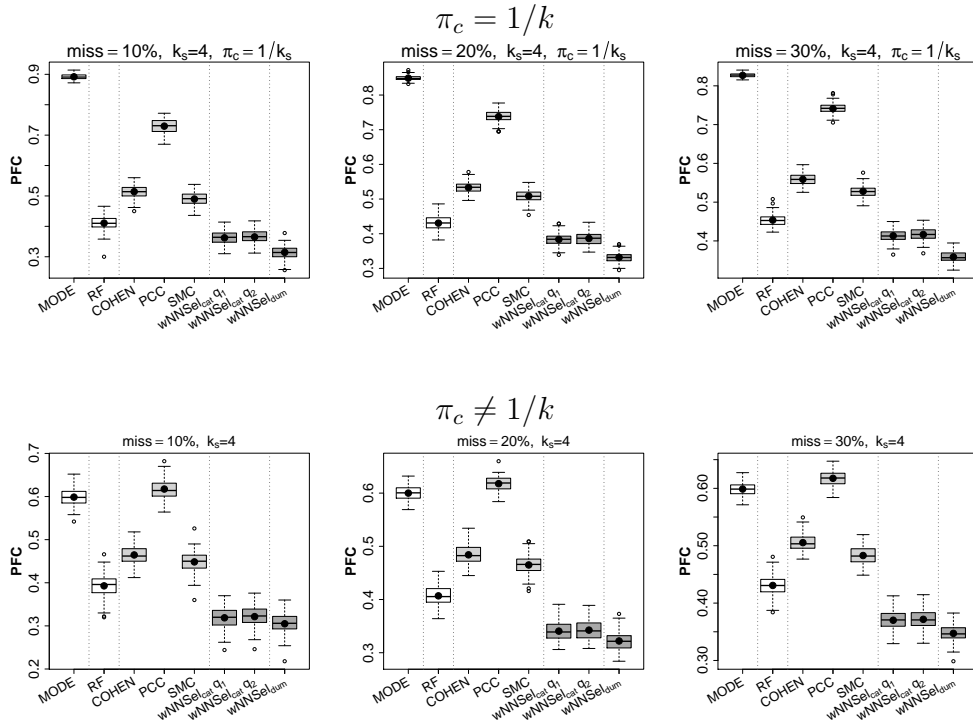 π_c = 1/k
miss = 10%, k_s=4, π_c = 1/k_s
miss = 20%, k_s=4, π_c = 1/k_s
miss = 30%, k_s=4, π_c = 1/k_s
PFC
0.9
0.7
0.5
0.3
0.8
0.7
0.6
0.5
0.4
0.3
0.8
0.7
0.6
0.5
0.4
MODE
RF
COHEN
PCC
SMC
wNNSel_cat q_1
wNNSel_cat q_2
wNNSel_dum
MODE
RF
COHEN
PCC
SMC
wNNSel_cat q_1
wNNSel_cat q_2
wNNSel_dum
MODE
RF
COHEN
PCC
SMC
wNNSel_cat q_1
wNNSel_cat q_2
wNNSel_dum
π_c ≠ 1/k
miss = 10%, k_s=4
miss = 20%, k_s=4
miss = 30%, k_s=4
PFC
0.7
0.6
0.5
0.4
0.3
0.2
0.6
0.5
0.4
0.3
0.60
0.50
0.40
0.30
MODE
RF
COHEN
PCC
SMC
wNNSel_cat q_1
wNNSel_cat q_2
wNNSel_dum
MODE
RF
COHEN
PCC
SMC
wNNSel_cat q_1
wNNSel_cat q_2
wNNSel_dum
MODE
RF
COHEN
PCC
SMC
wNNSel_cat q_1
wNNSel_cat q_2
wNNSel_dum